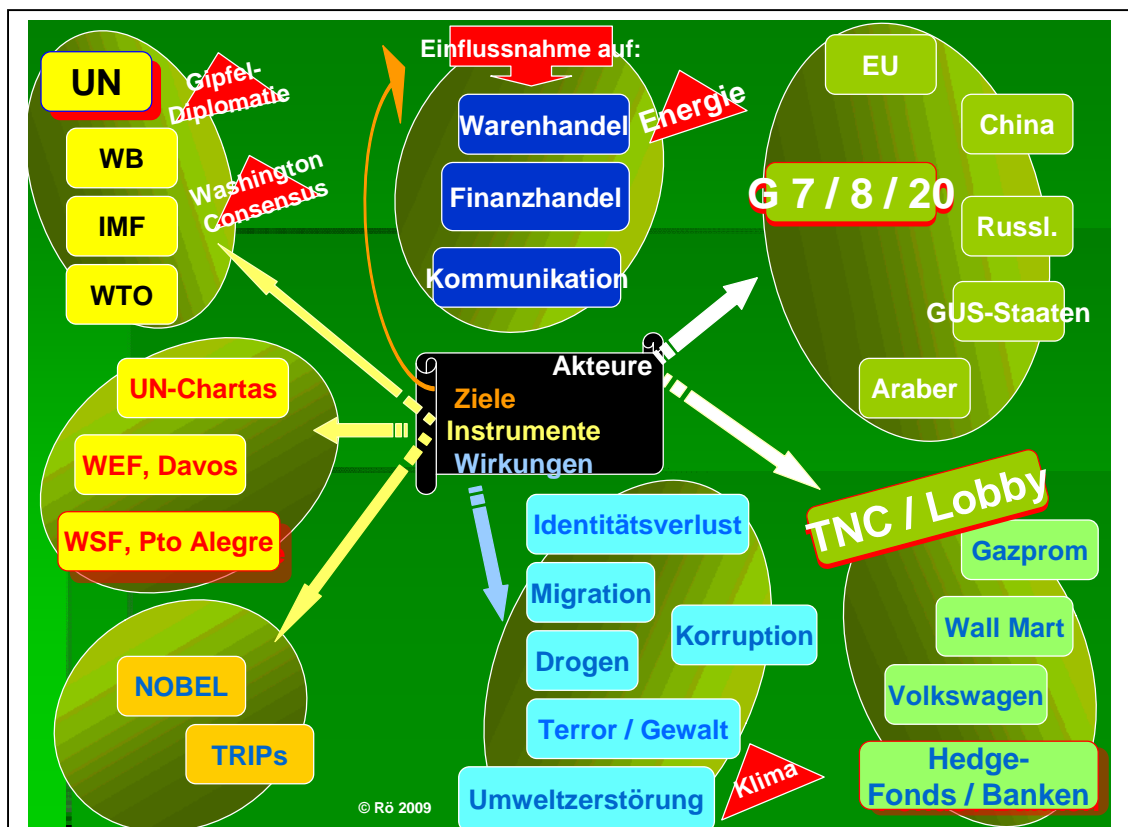 UN
Gipfel-
Diplomatie
WB
Washington
Consensus
IMF
WTO
Einflussnahme auf:
Warenhandel
Energie
Finanzhandel
Kommunikation
EU
China
G 7 / 8 / 20
Russl.
GUS-Staaten
Araber
Akteure
Ziele
Instrumente
Wirkungen
UN-Chartas
WEF, Davos
WSF, Pto Alegre
NOBEL
TRIPs
Identitätsverlust
Migration
Korruption
Drogen
Terror / Gewalt
Umweltzerstörung
Klima
TNC / Lobby
Gazprom
Wall Mart
Volkswagen
Hedge-
Fonds / Banken
© Rö 2009